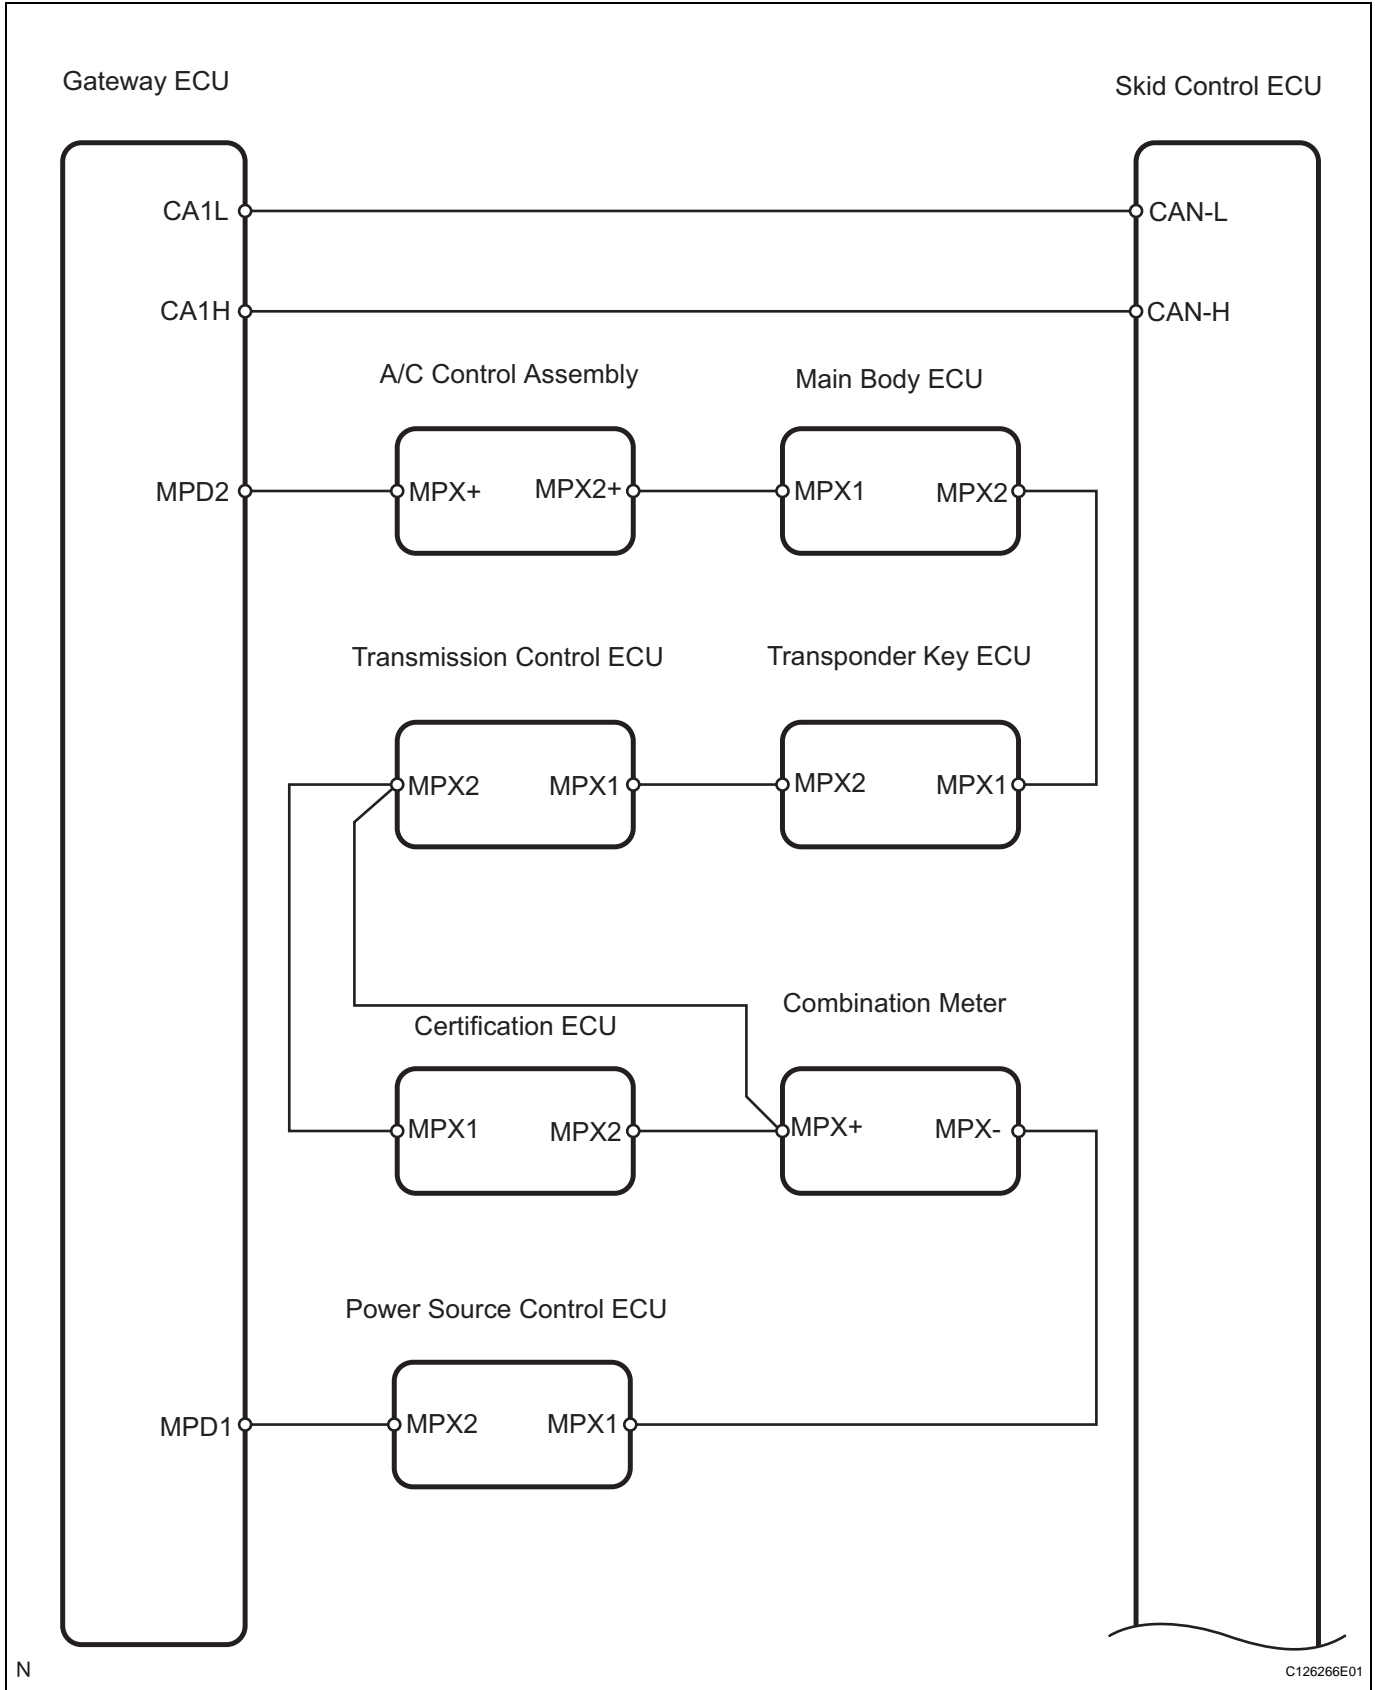 Gateway ECU
Skid Control ECU
CA1L
CAN-L
CA1H
CAN-H
A/C Control Assembly
Main Body ECU
MPD2
MPX+
MPX2+
MPX1
MPX2
Transmission Control ECU
Transponder Key ECU
MPX2
MPX1
MPX2
MPX1
Combination Meter
Certification ECU
MPX1
MPX2
MPX+
MPX-
Power Source Control ECU
MPD1
MPX2
MPX1
N
C126266E01